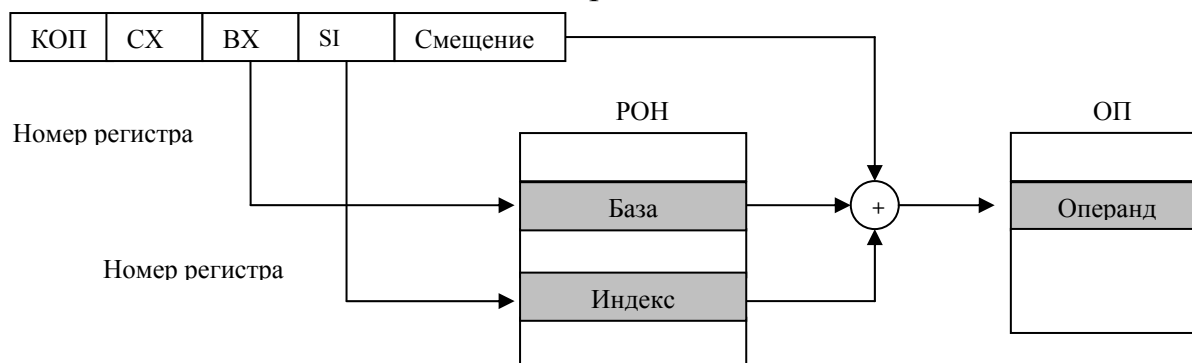 КОП CX BX SI Смещение
Номер регистра
РОН
ОП
База
+
Операнд
Номер регистра
Индекс